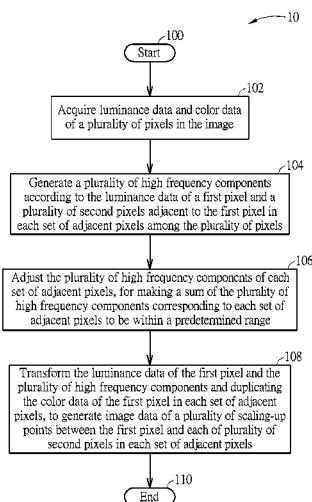 10
100
Start
102
Acquire luminance data and color data
of a plurality of pixels in the image
104
Generate a plurality of high frequency components
according to the luminance data of a first pixel and a
plurality of second pixels adjacent to the first pixel in
each set of adjacent pixels among the plurality of pixels
106
Adjust the plurality of high frequency components of each
set of adjacent pixels, for making a sum of the plurality of
high frequency components corresponding to each set of
adjacent pixels to be within a predetermined range
108
Transform the luminance data of the first pixel and the
plurality of high frequency components and duplicating
the color data of the first pixel in each set of adjacent
pixels, to generate image data of a plurality of scaling-up
points between the first pixel and each of plurality of
second pixels in each set of adjacent pixels
110
End